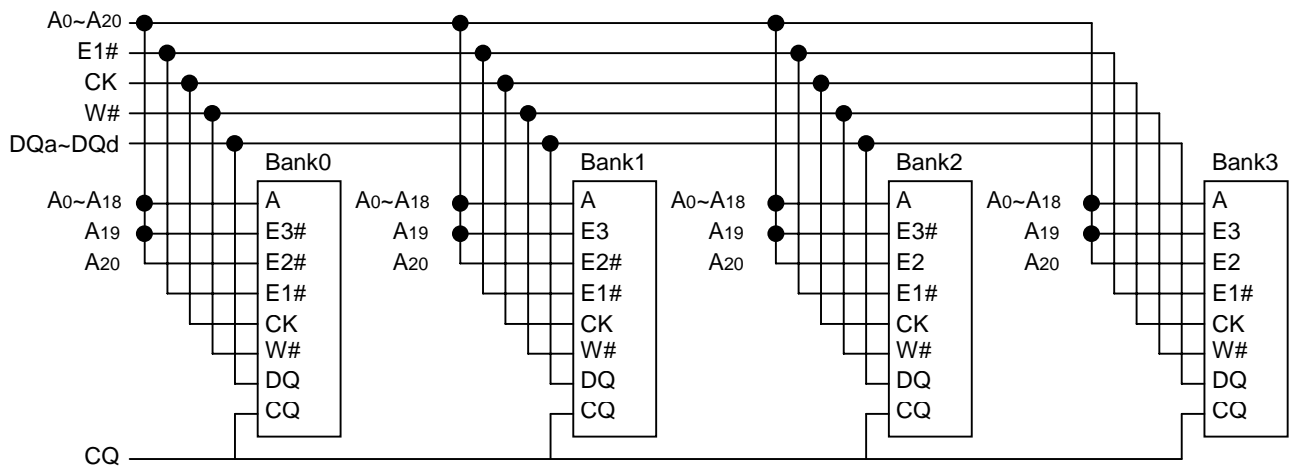 A0~A20
E1#
CK
W#
DQa~DQd
Bank0 Bank1 Bank2 Bank3
A0~A18 A A0~A18 A A0~A18 A A0~A18 A
A19 E3# A19 E3 A19 E3# A19 E3
A20 E2# A20 E2# A20 E2 A20 E2
E1# E1# E1# E1#
CK CK CK CK
W# W# W# W#
DQ DQ DQ DQ
CQ CQ CQ CQ
CQ